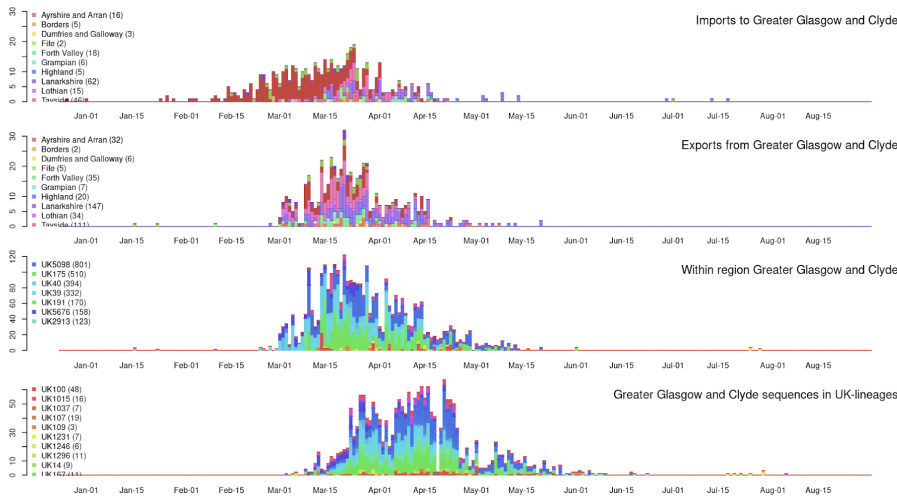 Imports to Greater Glasgow and Clyde
30
20
10
5
0
Ayrshire and Arran (16)
Borders (5)
Dumfries and Galloway (3)
Fife (2)
Forth Valley (18)
Grampian (6)
Highland (5)
Lanarkshire (62)
Lothian (15)
Tayside (46)
Jan-01 Jan-15 Feb-01 Feb-15 Mar-01 Mar-15 Apr-01 Apr-15 May-01 May-15 Jun-01 Jun-15 Jul-01 Jul-15 Aug-01 Aug-15
Exports from Greater Glasgow and Clyde
30
20
10
5
0
Ayrshire and Arran (32)
Borders (2)
Dumfries and Galloway (6)
Fife (5)
Forth Valley (35)
Grampian (7)
Highland (20)
Lanarkshire (147)
Lothian (34)
Tayside (111)
Jan-01 Jan-15 Feb-01 Feb-15 Mar-01 Mar-15 Apr-01 Apr-15 May-01 May-15 Jun-01 Jun-15 Jul-01 Jul-15 Aug-01 Aug-15
Within region Greater Glasgow and Clyde
120
80
60
40
20
0
UK5098 (801)
UK175 (510)
UK40 (394)
UK39 (332)
UK191 (170)
UK5676 (158)
UK2913 (123)
Jan-01 Jan-15 Feb-01 Feb-15 Mar-01 Mar-15 Apr-01 Apr-15 May-01 May-15 Jun-01 Jun-15 Jul-01 Jul-15 Aug-01 Aug-15
Greater Glasgow and Clyde sequences in UK-lineages
50
30
10
0
UK100 (48)
UK1015 (16)
UK1037 (7)
UK107 (19)
UK109 (3)
UK1231 (7)
UK1246 (6)
UK1296 (11)
UK14 (9)
UK157 (11)
Jan-01 Jan-15 Feb-01 Feb-15 Mar-01 Mar-15 Apr-01 Apr-15 May-01 May-15 Jun-01 Jun-15 Jul-01 Jul-15 Aug-01 Aug-15